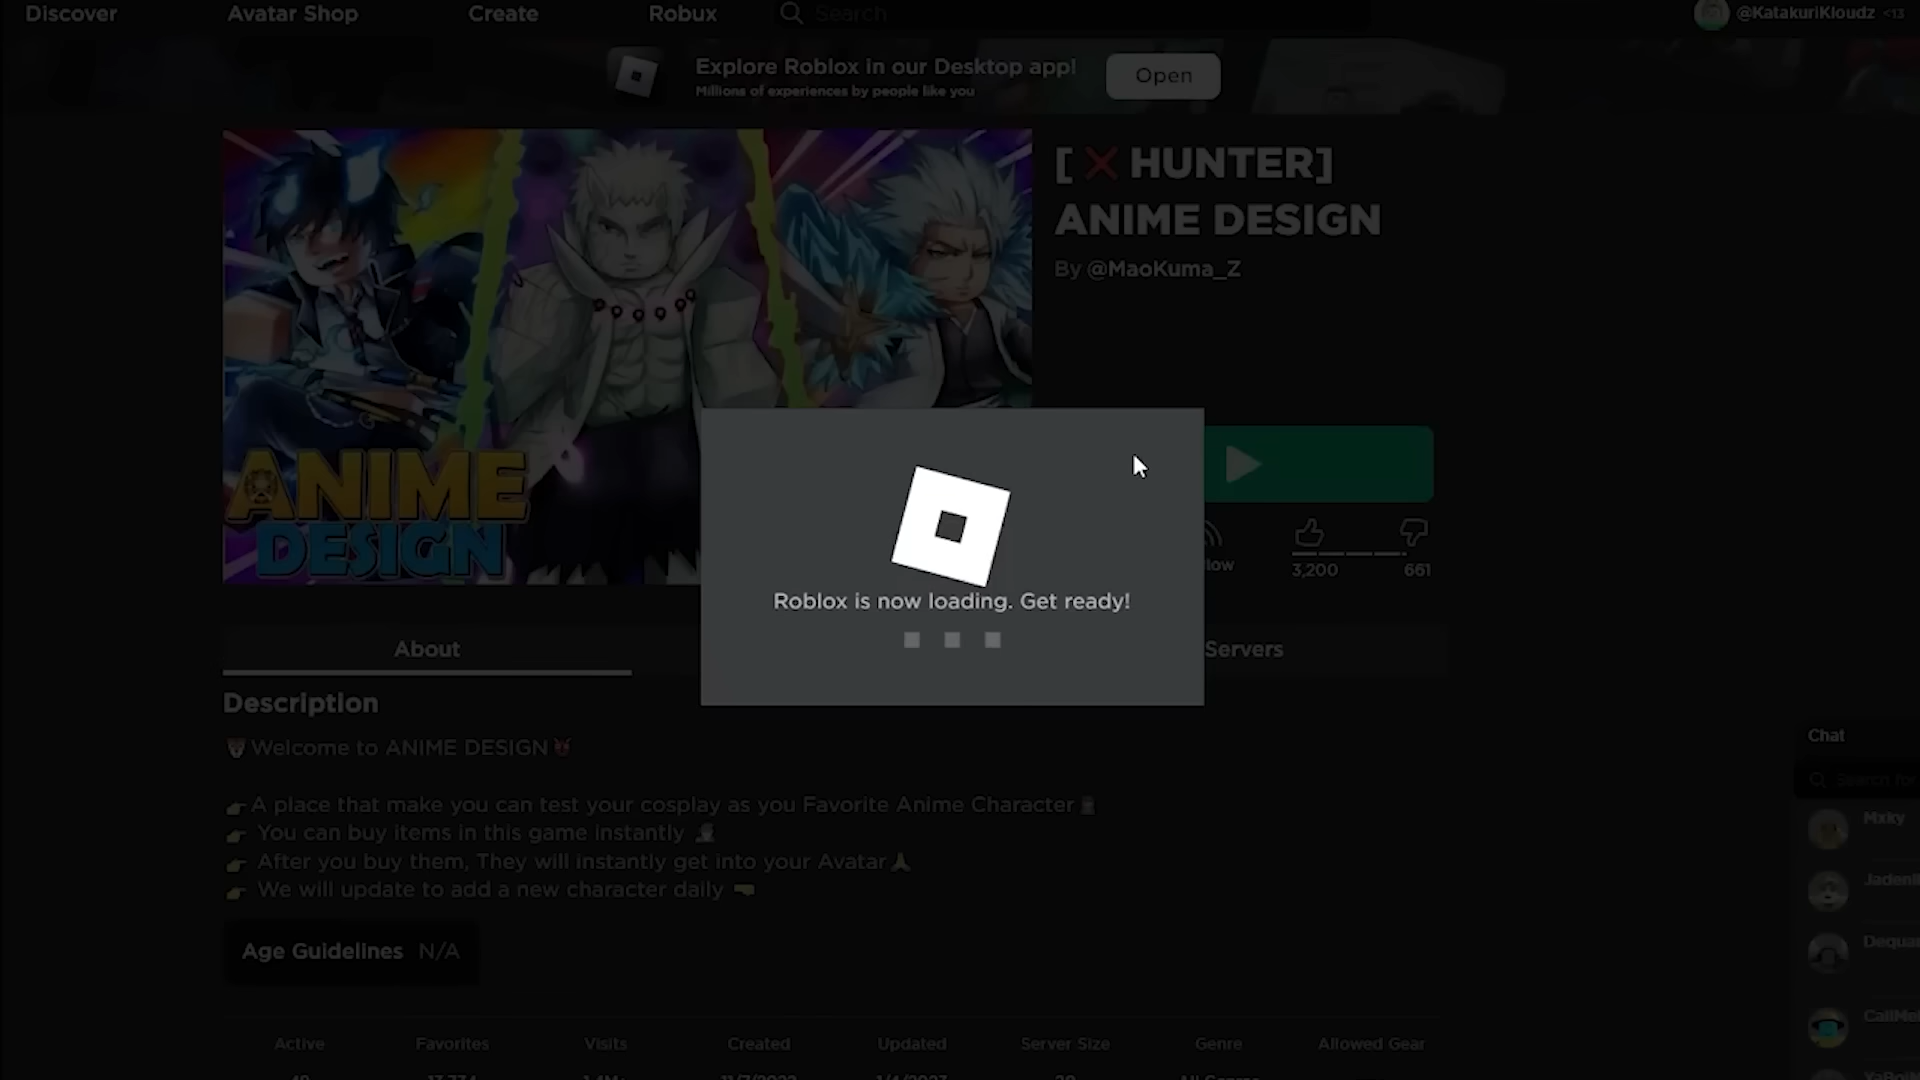 Discover Avatar Shop Create Robux Search @KatakuriKloudz <13
Explore Roblox in our Desktop app!
Millions of experiences by people like you
Open
[❌ HUNTER]
ANIME DESIGN
By @MaoKuma_Z
ANIME
DESIGN
Roblox is now loading. Get ready!
3,200 661
About Servers
Description
Welcome to ANIME DESIGN
A place that make you can test your cosplay as you Favorite Anime Character
You can buy items in this game instantly
After you buy them, They will instantly get into your Avatar
We will update to add a new character daily
Age Guidelines N/A
Chat
Search for
Mxky
Active Favorites Visits Created Updated Server Size Genre Allowed Gear